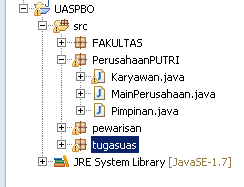 UASPBO
src
FAKULTAS
PerusahaanPUTRI
Karyawan.java
MainPerusahaan.java
Pimpinan.java
pewarisan
tugasuas
JRE System Library [JavaSE-1.7]